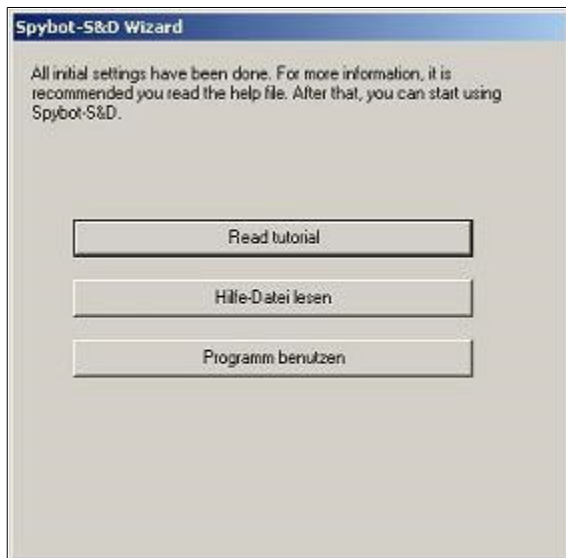 Spybot-S&D Wizard
All initial settings have been done. For more information, it is
recommended you read the help file. After that, you can start using
Spybot-S&D.
Read tutorial
Hilfe-Datei lesen
Programm benutzen